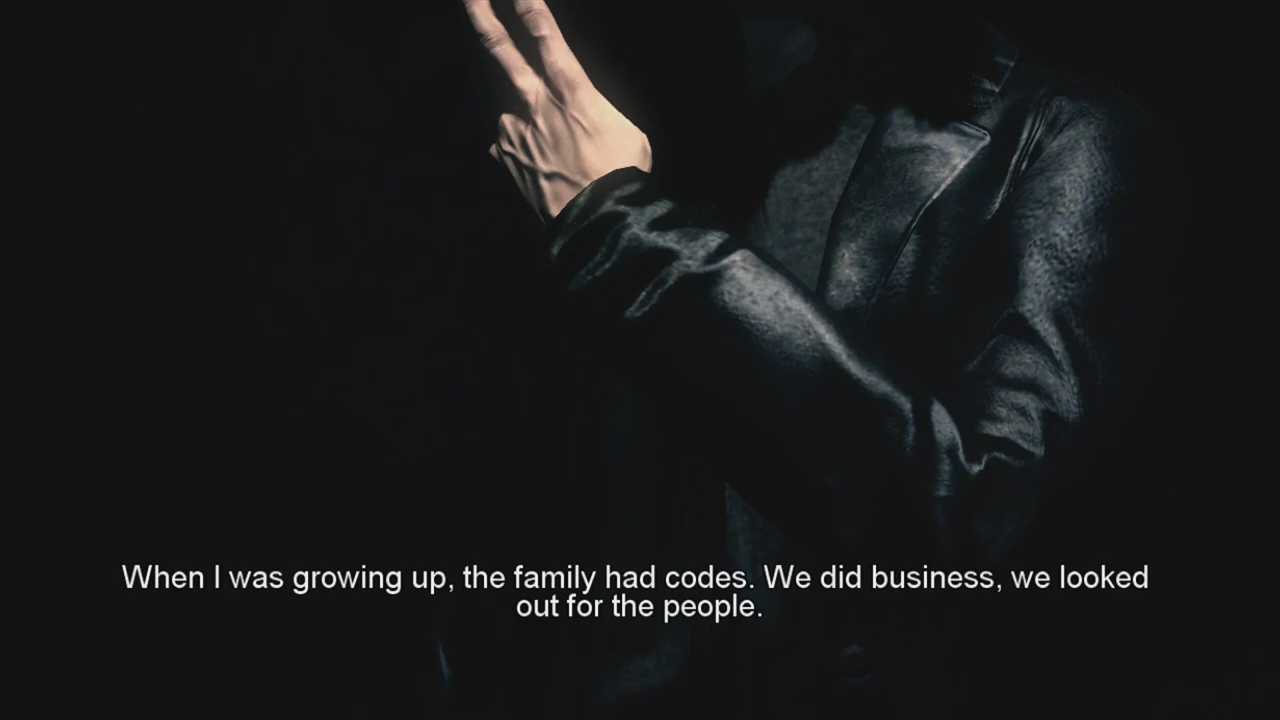 When I was growing up, the family had codes. We did business, we looked
out for the people.